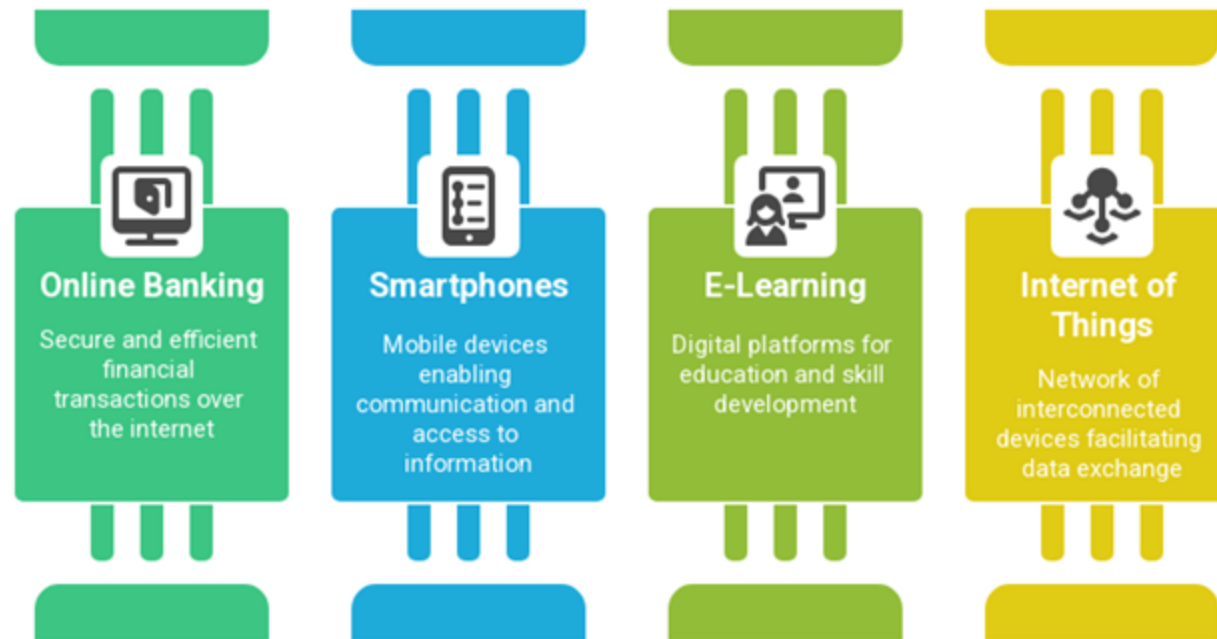 Online Banking
Secure and efficient
financial
transactions over
the internet
Smartphones
Mobile devices
enabling
communication and
access to
information
E-Learning
Digital platforms for
education and skill
development
Internet of
Things
Network of
interconnected
devices facilitating
data exchange